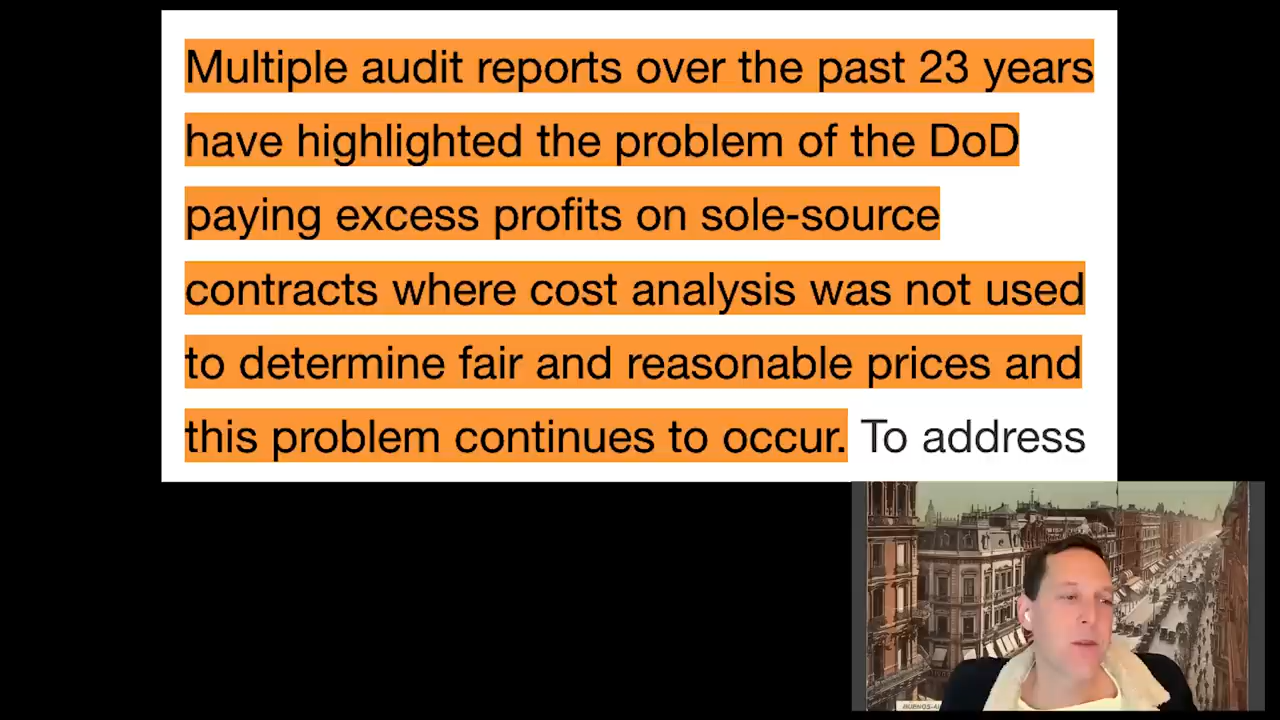 Multiple audit reports over the past 23 years
have highlighted the problem of the DoD
paying excess profits on sole-source
contracts where cost analysis was not used
to determine fair and reasonable prices and
this problem continues to occur. To address